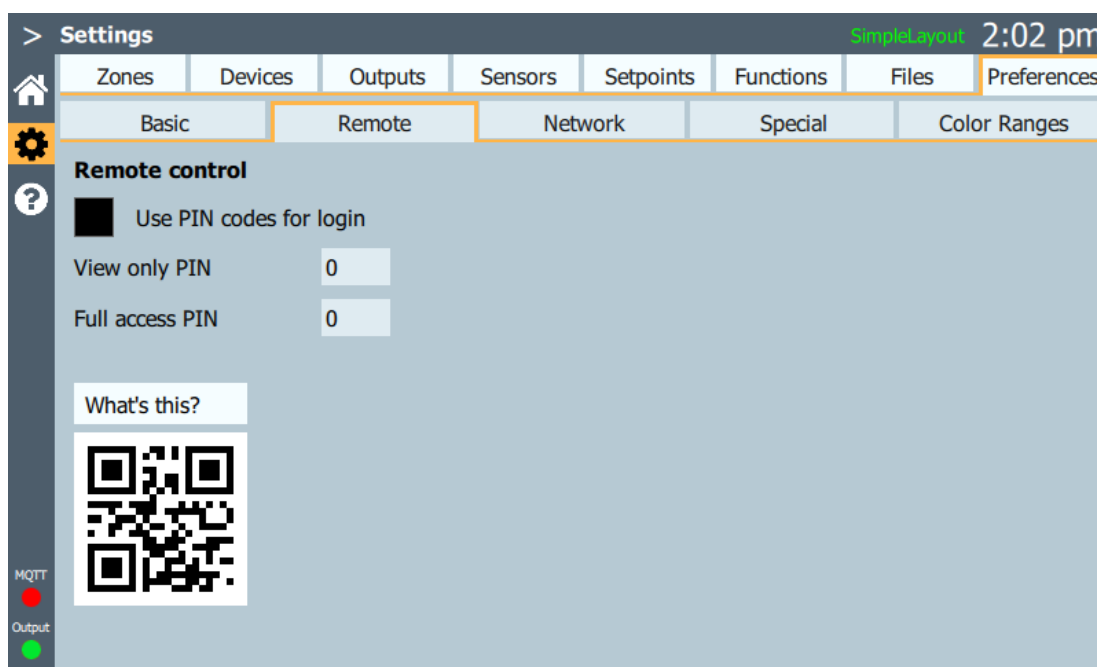 > Settings SimpleLayout 2:02 pm
Zones Devices Outputs Sensors Setpoints Functions Files Preferences
Basic Remote Network Special Color Ranges
Remote control
Use PIN codes for login
View only PIN 0
Full access PIN 0
What's this?
MQTT
Output